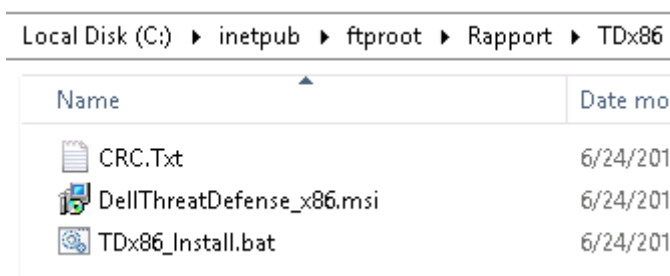 Local Disk (C:) ▸ inetpub ▸ ftproot ▸ Rapport ▸ TDx86
Name Date mo
CRC.Txt 6/24/201
DellThreatDefense_x86.msi 6/24/201
TDx86_Install.bat 6/24/201